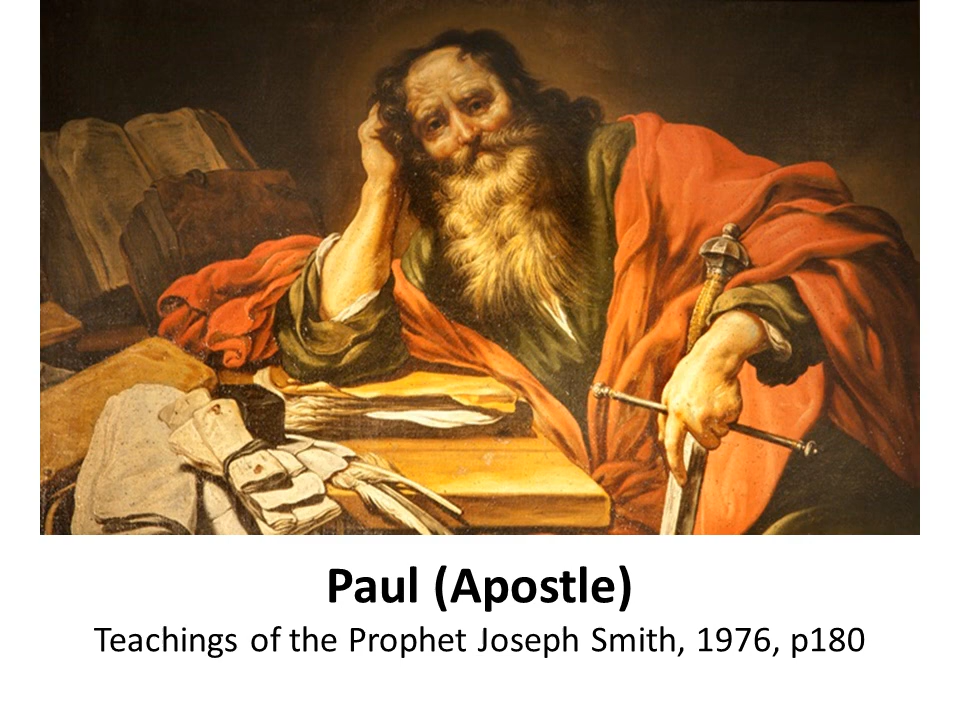 Paul (Apostle)
Teachings of the Prophet Joseph Smith, 1976, p180